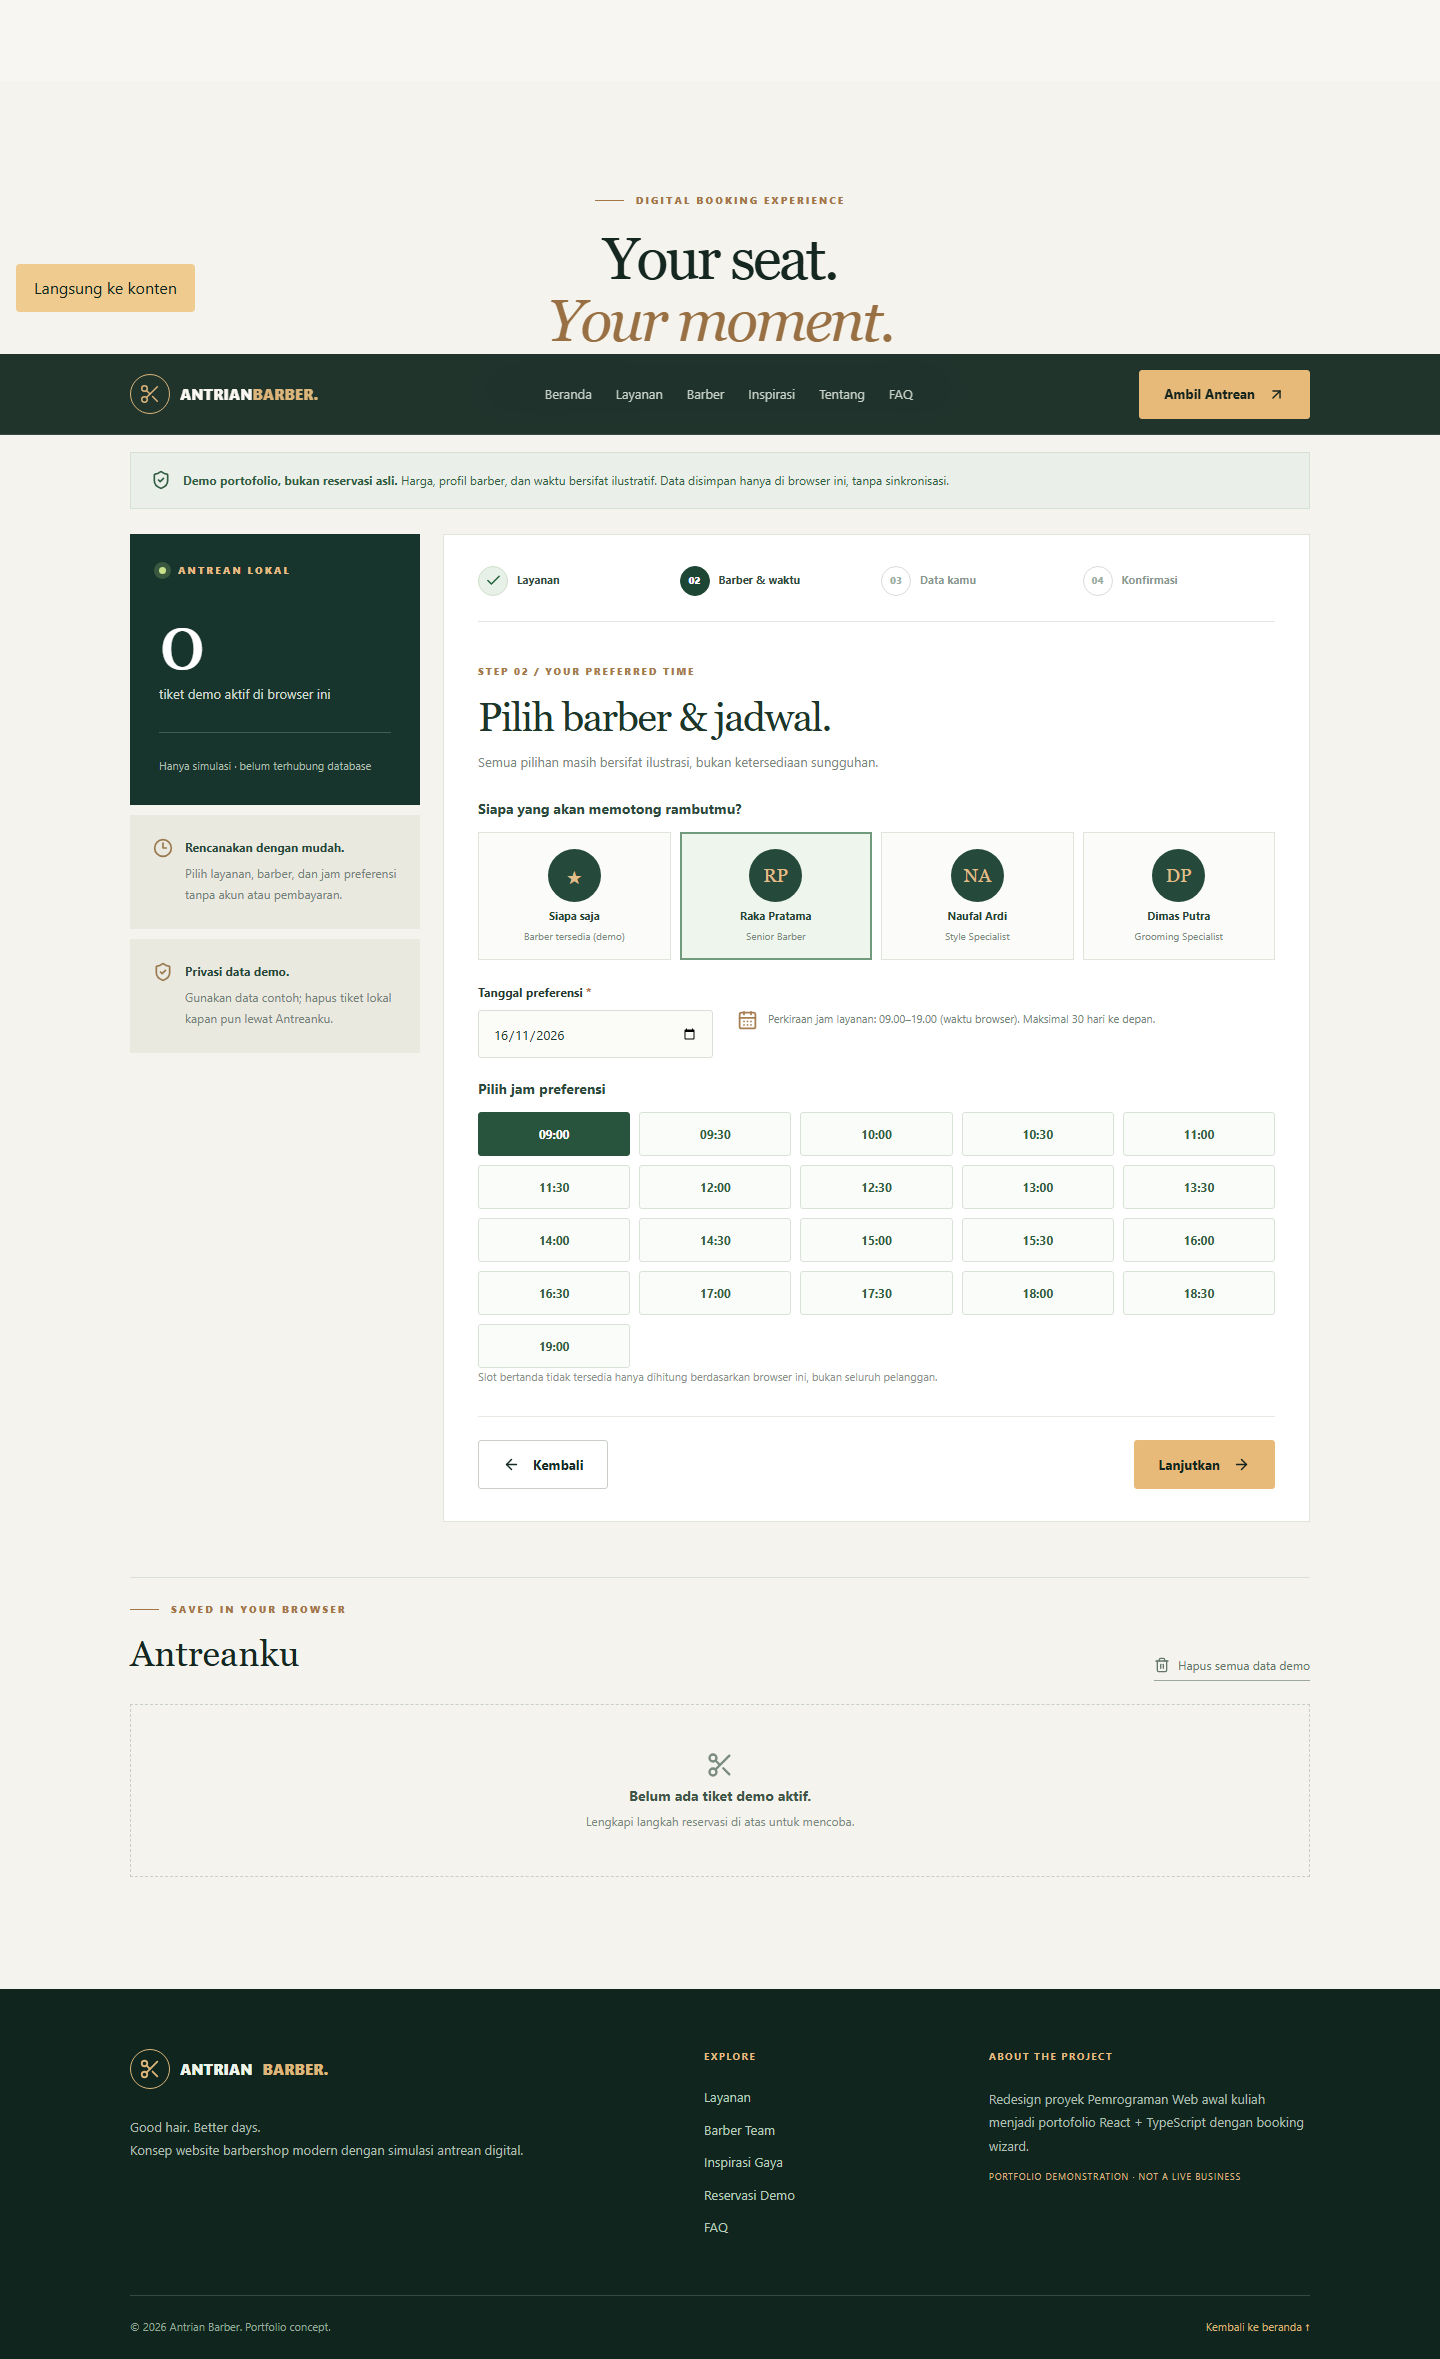 DIGITAL BOOKING EXPERIENCE
Your seat.
Your moment.
Langsung ke konten
ANTRIANBARBER.
Beranda
Layanan
Barber
Inspirasi
Tentang
FAQ
Ambil Antrean
Demo portofolio, bukan reservasi asli. Harga, profil barber, dan waktu bersifat ilustratif. Data disimpan hanya di browser ini, tanpa sinkronisasi.
ANTREAN LOKAL
0
tiket demo aktif di browser ini
Hanya simulasi · belum terhubung database
Rencanakan dengan mudah.
Pilih layanan, barber, dan jam preferensi
tanpa akun atau pembayaran.
Privasi data demo.
Gunakan data contoh; hapus tiket lokal
kapan pun lewat Antreanku.
Layanan
02 Barber & waktu
03 Data kamu
04 Konfirmasi
STEP 02 / YOUR PREFERRED TIME
Pilih barber & jadwal.
Semua pilihan masih bersifat ilustrasi, bukan ketersediaan sungguhan.
Siapa yang akan memotong rambutmu?
★
Siapa saja
Barber tersedia (demo)
RP
Raka Pratama
Senior Barber
NA
Naufal Ardi
Style Specialist
DP
Dimas Putra
Grooming Specialist
Tanggal preferensi *
16/11/2026
Perkiraan jam layanan: 09.00–19.00 (waktu browser). Maksimal 30 hari ke depan.
Pilih jam preferensi
09:00
09:30
10:00
10:30
11:00
11:30
12:00
12:30
13:00
13:30
14:00
14:30
15:00
15:30
16:00
16:30
17:00
17:30
18:00
18:30
19:00
Slot bertanda tidak tersedia hanya dihitung berdasarkan browser ini, bukan seluruh pelanggan.
Kembali
Lanjutkan
SAVED IN YOUR BROWSER
Antreanku
Hapus semua data demo
Belum ada tiket demo aktif.
Lengkapi langkah reservasi di atas untuk mencoba.
ANTRIAN BARBER.
Good hair. Better days.
Konsep website barbershop modern dengan simulasi antrean digital.
EXPLORE
Layanan
Barber Team
Inspirasi Gaya
Reservasi Demo
FAQ
ABOUT THE PROJECT
Redesign proyek Pemrograman Web awal kuliah
menjadi portofolio React + TypeScript dengan booking
wizard.
PORTFOLIO DEMONSTRATION · NOT A LIVE BUSINESS
© 2026 Antrian Barber. Portfolio concept.
Kembali ke beranda ↑